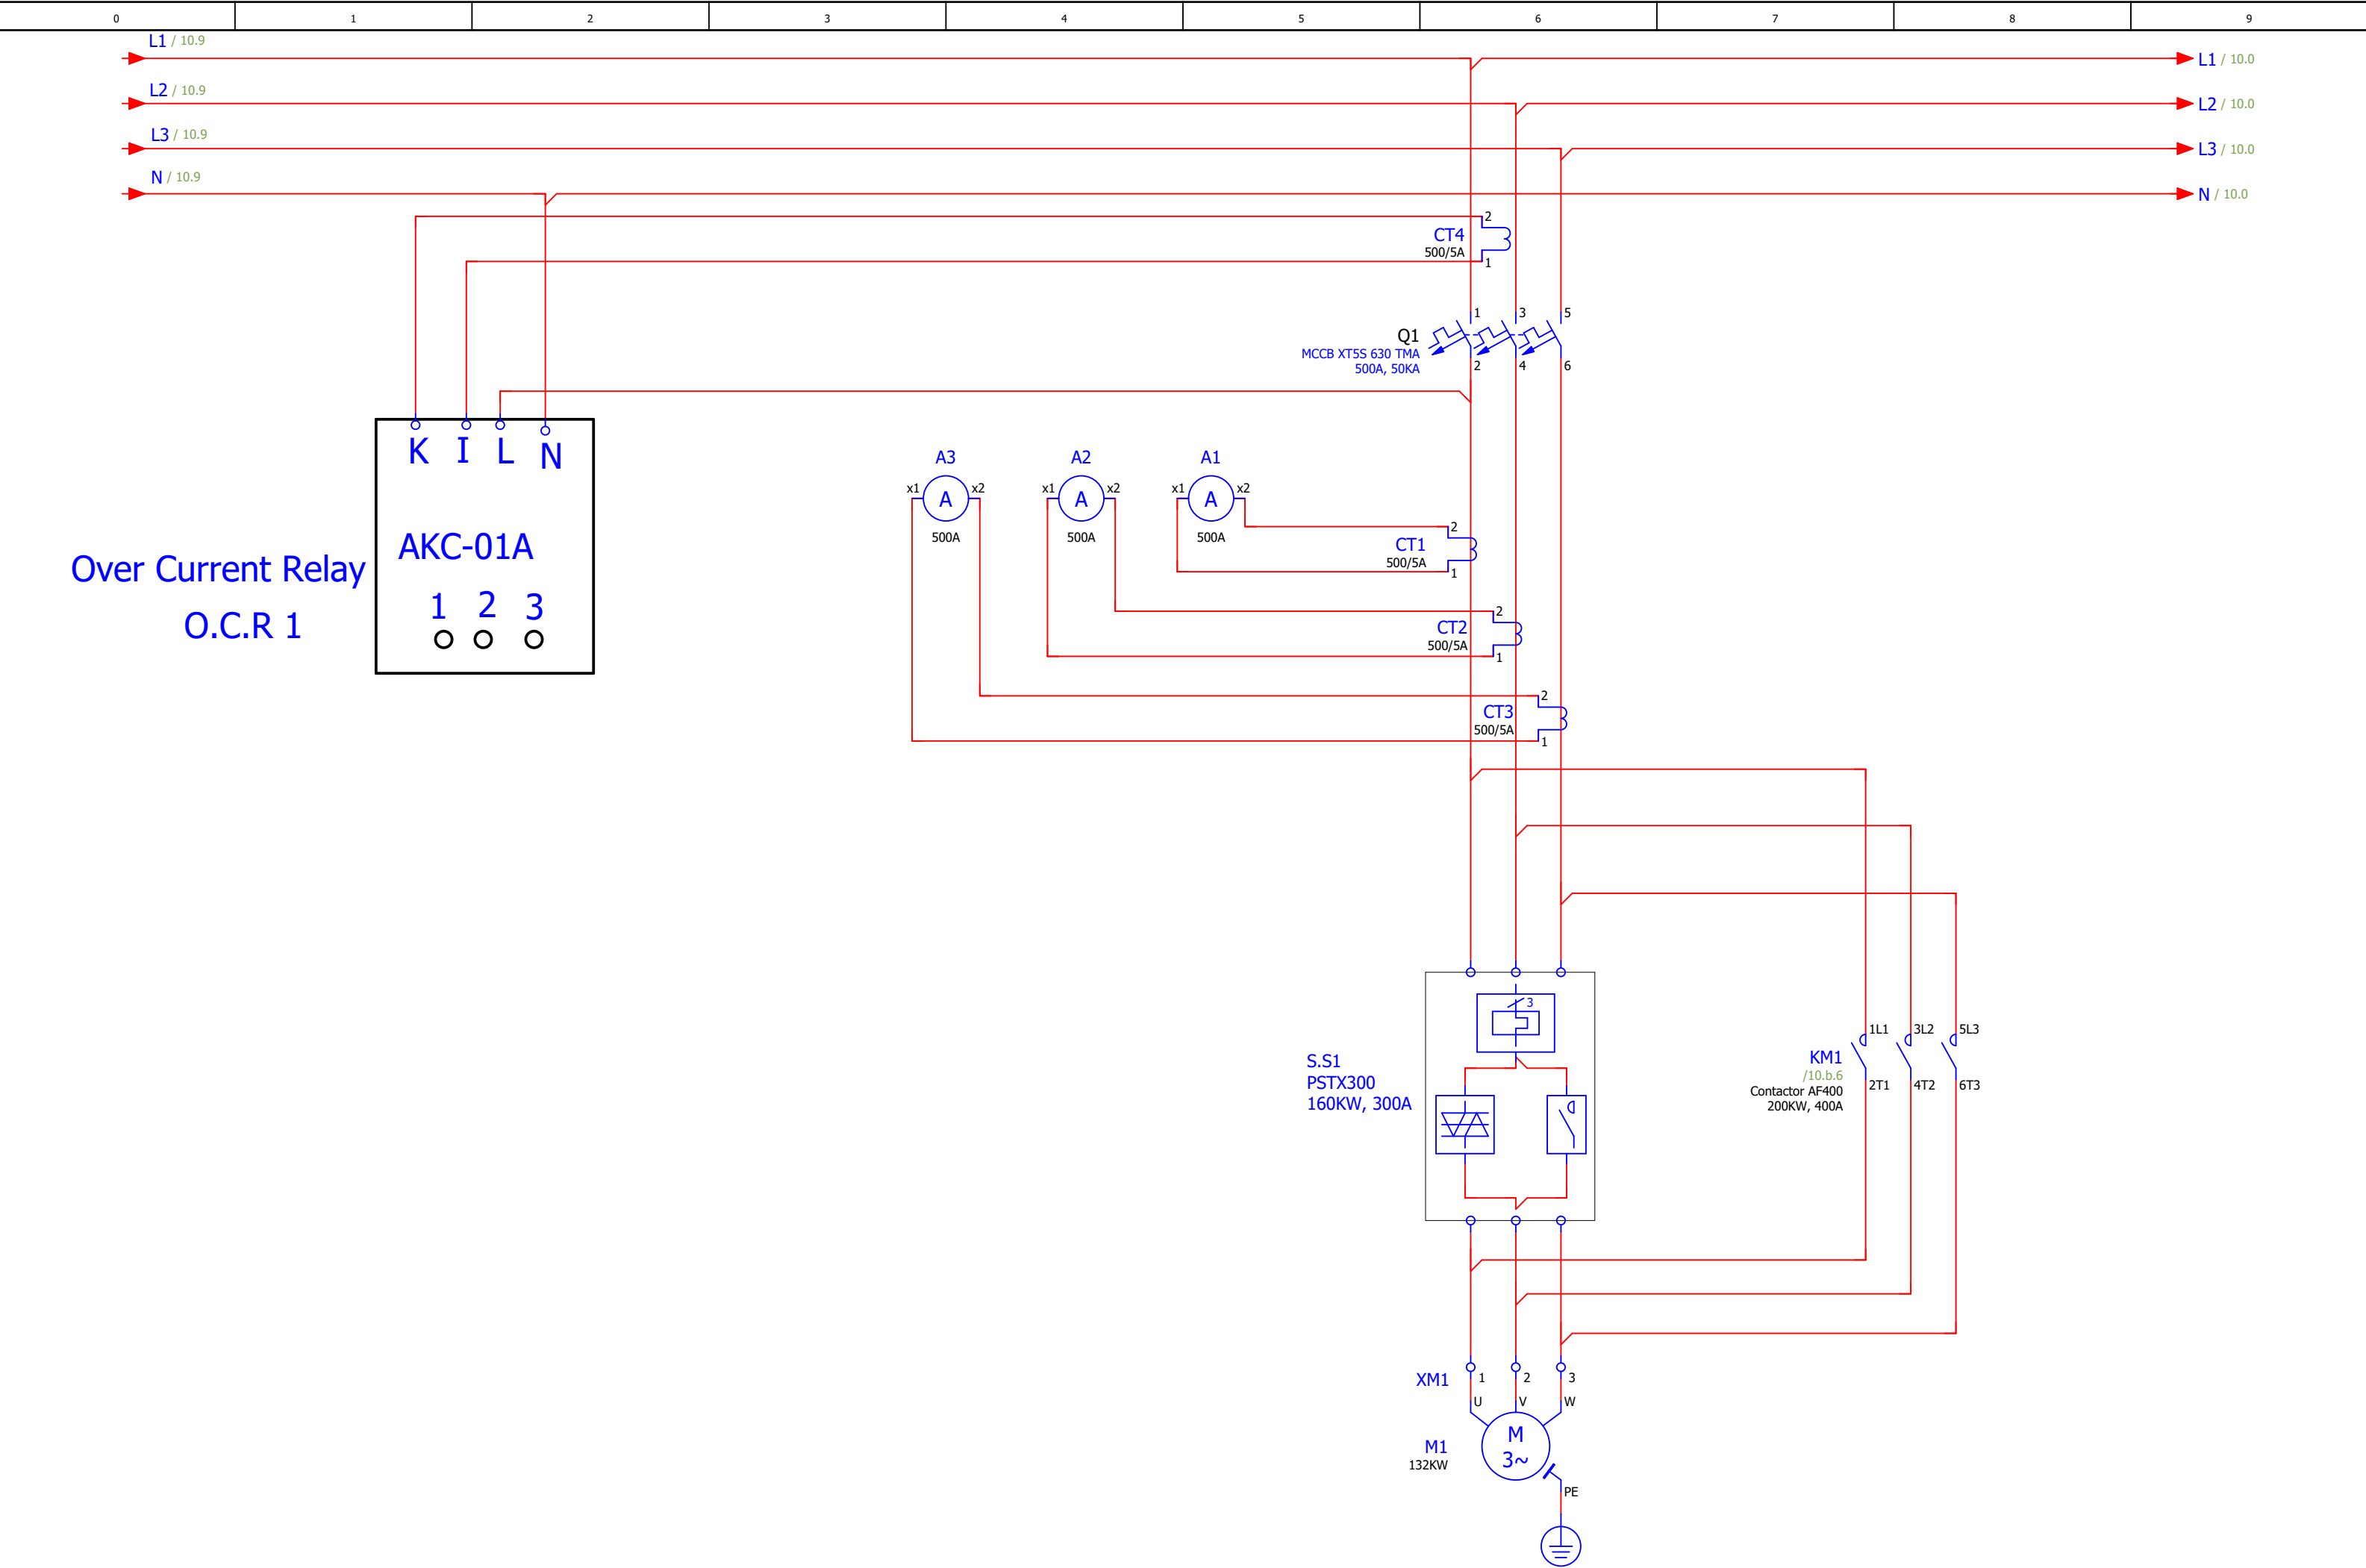 0 1 2 3 4 5 6 7 8 9
L1 / 10.9
L1 / 10.0
L2 / 10.9
L2 / 10.0
L3 / 10.9
L3 / 10.0
N / 10.9
N / 10.0
2
CT4
500/5A
1
1 3 5
Q1
MCCB XT5S 630 TMA
500A, 50KA
2 4 6
K I L N
AKC-01A
1 2 3
Over Current Relay
O.C.R 1
A3 A2 A1
x1 A x2 x1 A x2 x1 A x2
500A 500A 500A
2
CT1
500/5A
1
2
CT2
500/5A
1
2
CT3
500/5A
1
3
S.S1
PSTX300
160KW, 300A
1L1 3L2 5L3
KM1
/10.b.6
Contactor AF400
200KW, 400A
2T1 4T2 6T3
XM1 1 2 3
U V W
M
3~
M1
132KW
PE